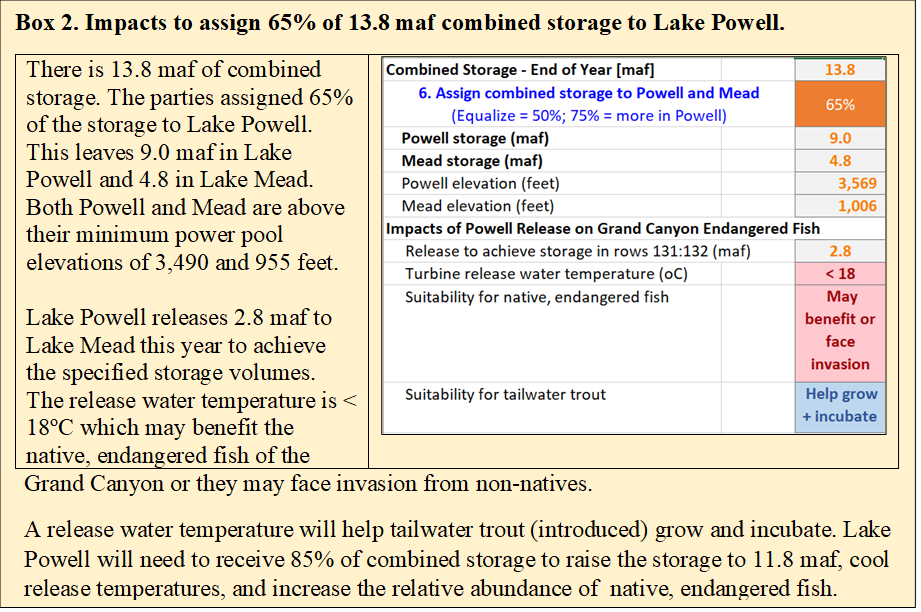 Box 2. Impacts to assign 65% of 13.8 maf combined storage to Lake Powell.
There is 13.8 maf of combined
storage. The parties assigned 65%
of the storage to Lake Powell.
This leaves 9.0 maf in Lake
Powell and 4.8 in Lake Mead.
Both Powell and Mead are above
their minimum power pool
elevations of 3,490 and 955 feet.
Lake Powell releases 2.8 maf to
Lake Mead this year to achieve
the specified storage volumes.
The release water temperature is <
18ºC which may benefit the
native, endangered fish of the
Grand Canyon or they may face invasion from non-natives.
Combined Storage - End of Year [maf] 13.8
6. Assign combined storage to Powell and Mead
(Equalize = 50%; 75% = more in Powell)
65%
Powell storage (maf) 9.0
Mead storage (maf) 4.8
Powell elevation (feet) 3,569
Mead elevation (feet) 1,006
Impacts of Powell Release on Grand Canyon Endangered Fish
Release to achieve storage in rows 131:132 (maf) 2.8
Turbine release water temperature (oC) < 18
Suitability for native, endangered fish May
benefit or
face
invasion
Suitability for tailwater trout Help grow
+ incubate
A release water temperature will help tailwater trout (introduced) grow and incubate. Lake
Powell will need to receive 85% of combined storage to raise the storage to 11.8 maf, cool
release temperatures, and increase the relative abundance of native, endangered fish.